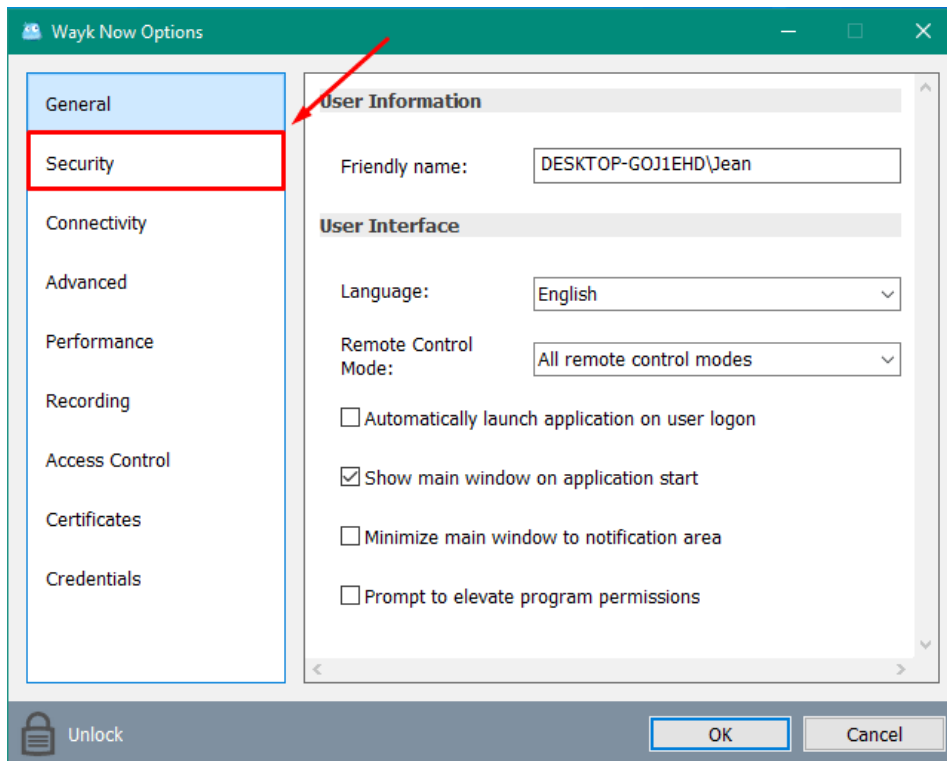 Wayk Now Options
General
Security
Connectivity
Advanced
Performance
Recording
Access Control
Certificates
Credentials
User Information
Friendly name:
DESKTOP-GOJ1EHD\Jean
User Interface
Language:
English
Remote Control
Mode:
All remote control modes
Automatically launch application on user logon
Show main window on application start
Minimize main window to notification area
Prompt to elevate program permissions
Unlock
OK
Cancel